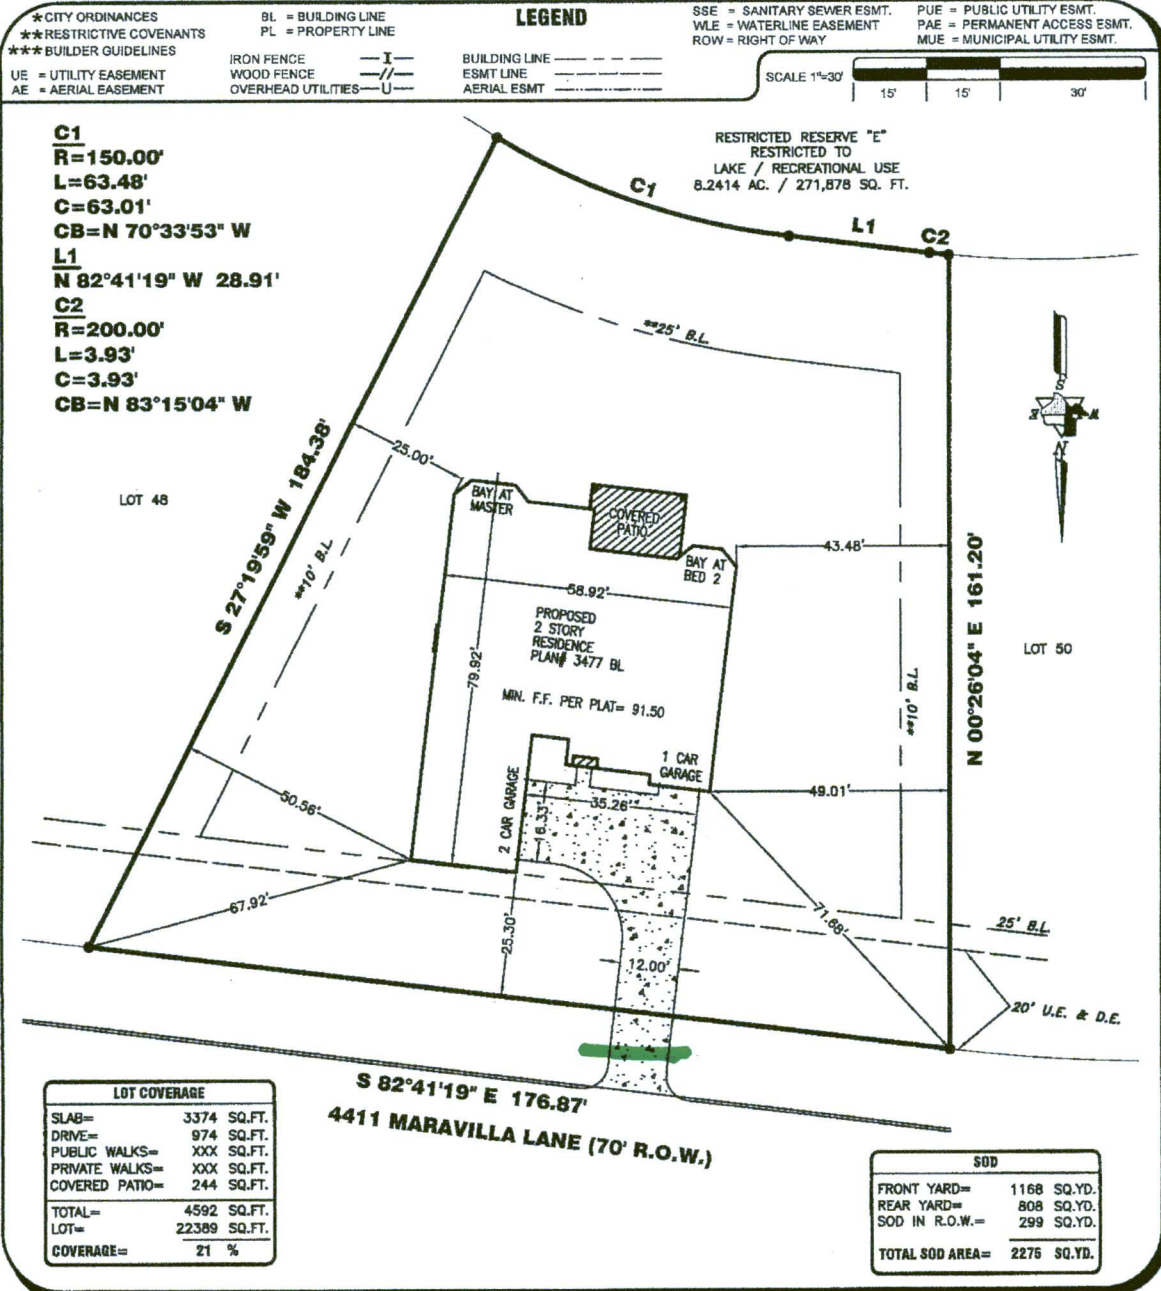 *CITY ORDINANCES
**RESTRICTIVE COVENANTS
***BUILDER GUIDELINES
UE = UTILITY EASEMENT
AE = AERIAL EASEMENT
BL = BUILDING LINE
PL = PROPERTY LINE
IRON FENCE —I—
WOOD FENCE —//—
OVERHEAD UTILITIES —U—
LEGEND
BUILDING LINE
ESMT LINE
AERIAL ESMT
SSE = SANITARY SEWER ESMT.
WLE = WATERLINE EASEMENT
ROW = RIGHT OF WAY
PUE = PUBLIC UTILITY ESMT.
PAE = PERMANENT ACCESS ESMT.
MUE = MUNICIPAL UTILITY ESMT.
SCALE 1"=30'
15' 15' 30'
C1
R=150.00'
L=63.48'
C=63.01'
CB=N 70°33'53" W
L1
N 82°41'19" W 28.91'
C2
R=200.00'
L=3.93'
C=3.93'
CB=N 83°15'04" W
RESTRICTED RESERVE "E"
RESTRICTED TO
LAKE / RECREATIONAL USE
8.2414 AC. / 271,878 SQ. FT.
C1
L1
C2
**25' B.L.
S
E
W
N
25.00'
S 27°19'59" W 184.38'
LOT 48
**10' B.L.
BAY AT
MASTER
COVERED
PATIO
BAY AT
BED 2
43.48'
58.92'
N 00°26'04" E 161.20'
LOT 50
PROPOSED
2 STORY
RESIDENCE
PLAN# 3477 BL
79.92'
MIN. F.F. PER PLAT= 91.50
**10' B.L.
1 CAR
GARAGE
2 CAR GARAGE
50.56'
35.26'
16.33'
49.01'
67.92'
71.68'
25.30'
12.00'
25' B.L.
20' U.E. & D.E.
S 82°41'19" E 176.87'
4411 MARAVILLA LANE (70' R.O.W.)
LOT COVERAGE
SLAB= 3374 SQ.FT.
DRIVE= 974 SQ.FT.
PUBLIC WALKS= XXX SQ.FT.
PRIVATE WALKS= XXX SQ.FT.
COVERED PATIO= 244 SQ.FT.
TOTAL= 4592 SQ.FT.
LOT= 22389 SQ.FT.
COVERAGE= 21 %
SOD
FRONT YARD= 1168 SQ.YD.
REAR YARD= 808 SQ.YD.
SOD IN R.O.W.= 299 SQ.YD.
TOTAL SOD AREA= 2275 SQ.YD.